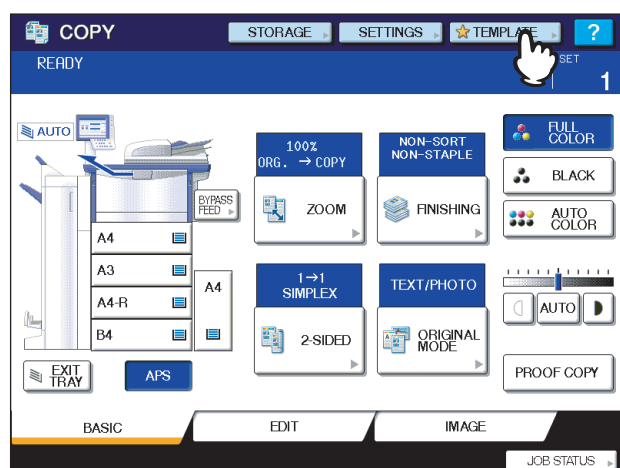 COPY
STORAGE
SETTINGS
TEMPLATE
?
READY
SET
1
AUTO
100%
ORG. → COPY
ZOOM
NON-SORT
NON-STAPLE
FINISHING
FULL
COLOR
BLACK
AUTO
COLOR
BYPASS
FEED
A4
A3
A4-R
B4
A4
1→1
SIMPLEX
2-SIDED
TEXT/PHOTO
ORIGINAL
MODE
AUTO
EXIT
TRAY
APS
PROOF COPY
BASIC
EDIT
IMAGE
JOB STATUS